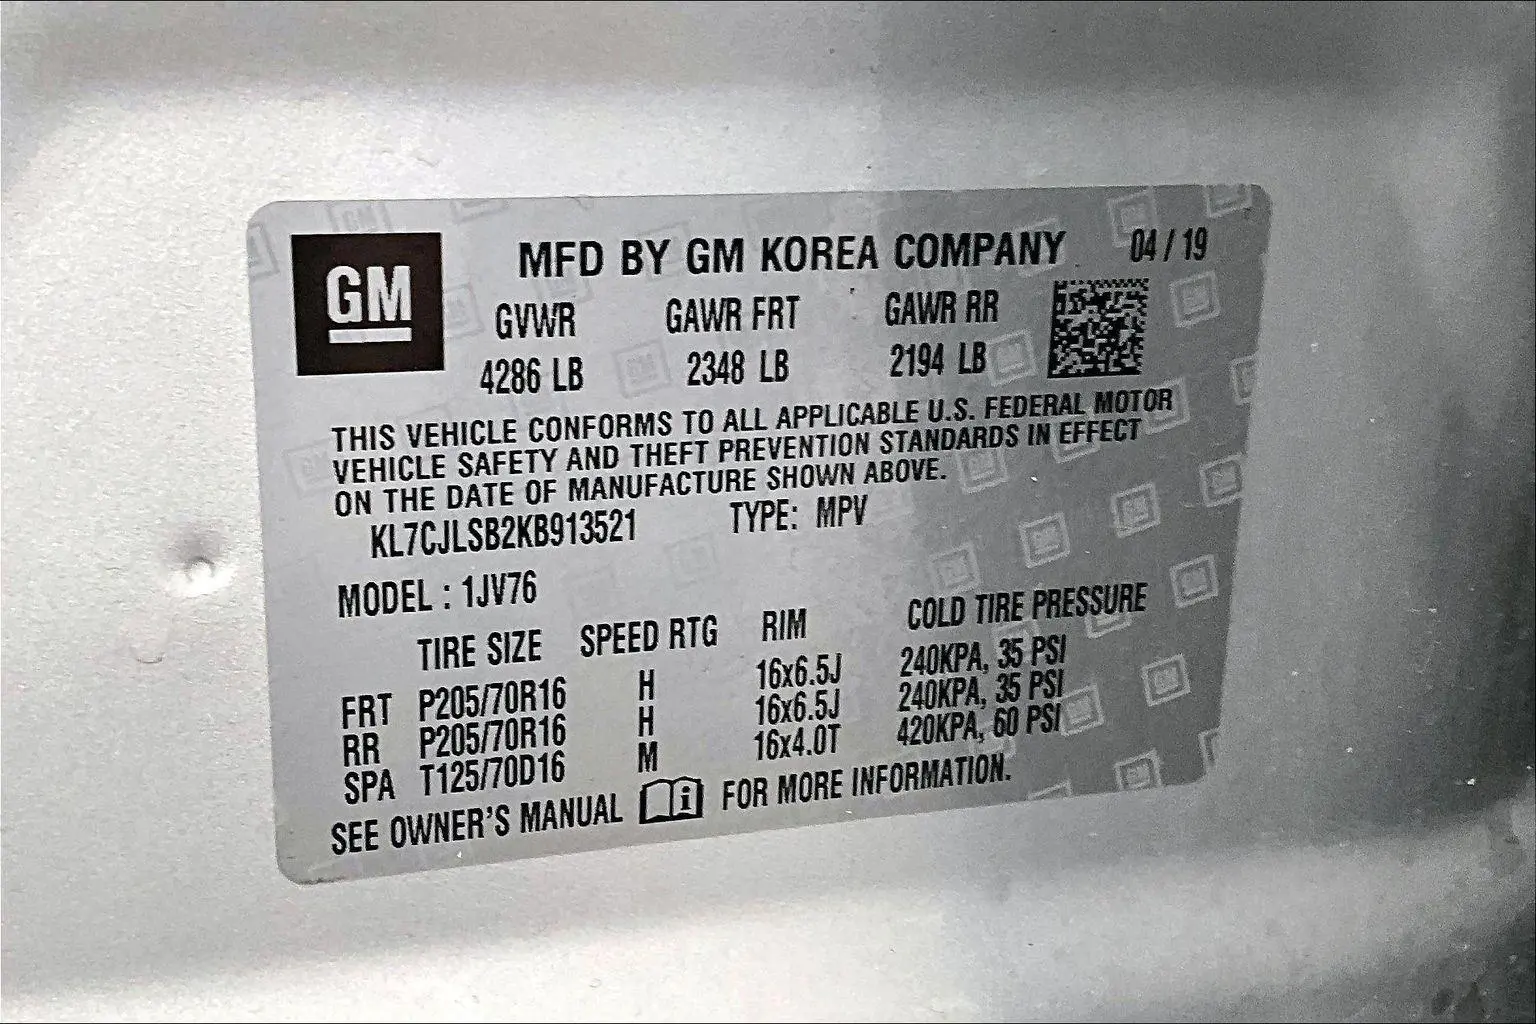 GM
MFD BY GM KOREA COMPANY 04 / 19
GVWR GAWR FRT GAWR RR
4286 LB 2348 LB 2194 LB
THIS VEHICLE CONFORMS TO ALL APPLICABLE U.S. FEDERAL MOTOR
VEHICLE SAFETY AND THEFT PREVENTION STANDARDS IN EFFECT
ON THE DATE OF MANUFACTURE SHOWN ABOVE.
KL7CJLSB2KB913521 TYPE: MPV
MODEL : 1JV76
TIRE SIZE SPEED RTG RIM COLD TIRE PRESSURE
FRT P205/70R16 H 16x6.5J 240KPA, 35 PSI
RR P205/70R16 H 16x6.5J 240KPA, 35 PSI
SPA T125/70D16 M 16x4.0T 420KPA, 60 PSI
SEE OWNER'S MANUAL i FOR MORE INFORMATION.